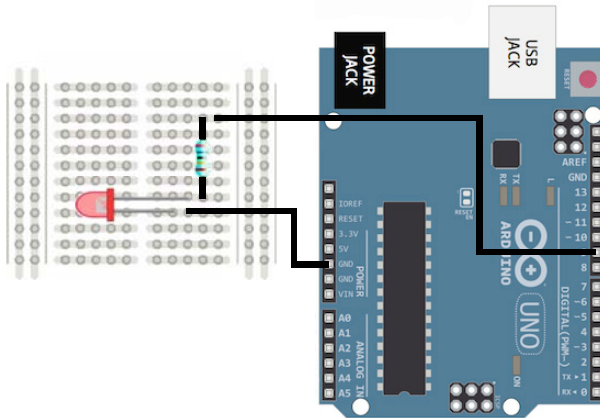 POWER
JACK
USB
JACK
RESET
AREF
GND
13
12
~11
~10
8
7
~6
~5
4
~3
2
TX ► 1
RX ◄ 0
DIGITAL (PWM~)
IOREF
RESET
3.3V
5V
GND
GND
VIN
POWER
A0
A1
A2
A3
A4
A5
ANALOG IN
RESET
EN
RX
TX
L
ARDUINO
UNO
ON
ICSP